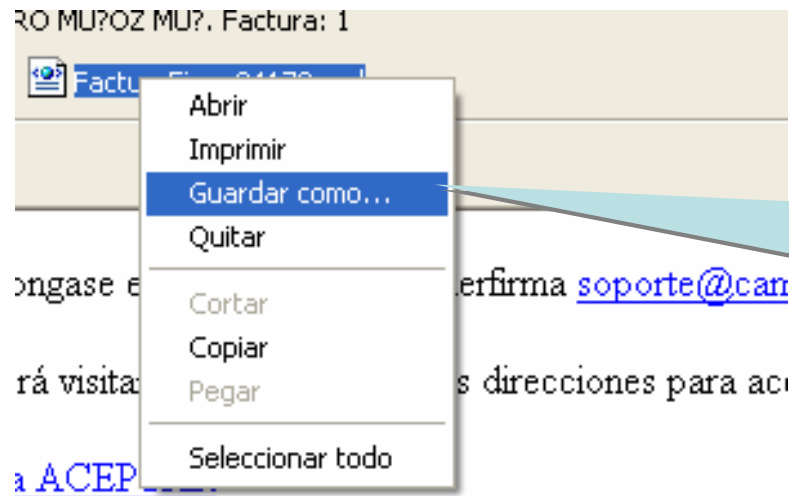 RO MU?OZ MU?. Factura: 1
Factu
Abrir
Imprimir
Guardar como...
Quitar
ongase e erfirma soporte@cam
Cortar
Copiar
rá visita s direcciones para ac
Pegar
Seleccionar todo
a ACEP